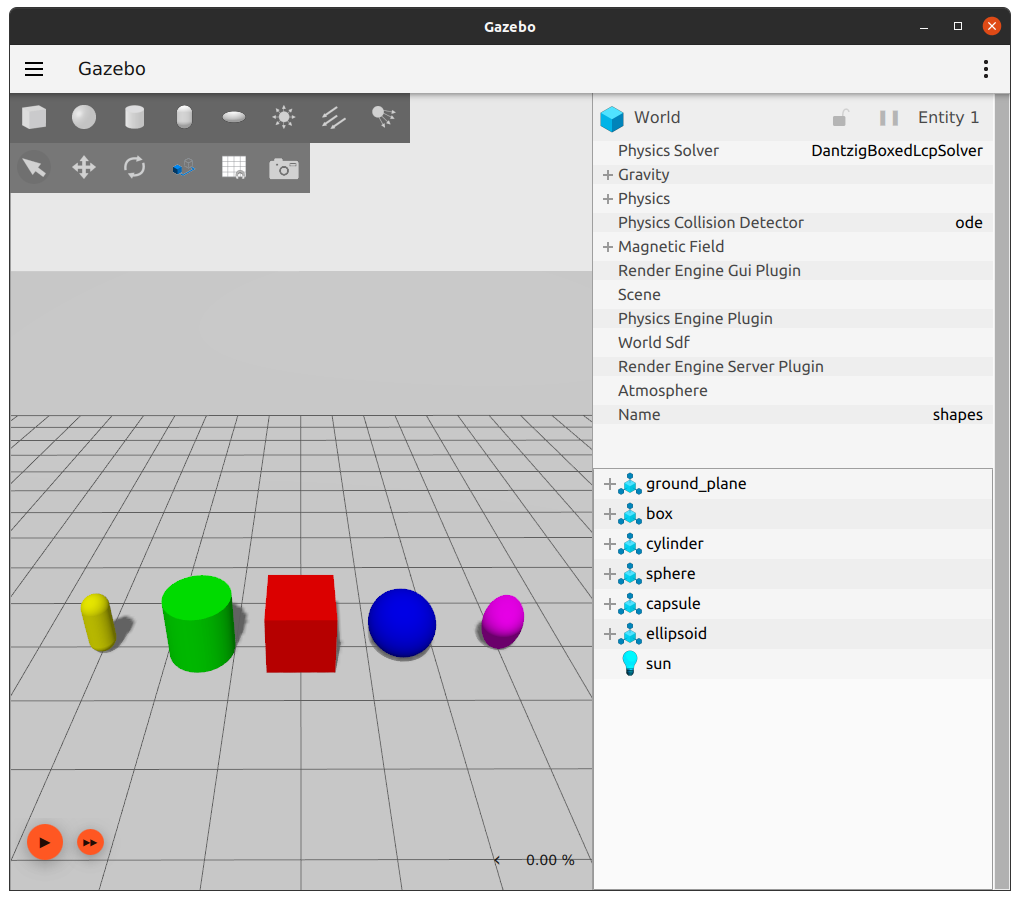 Gazebo
Gazebo
World Entity 1
Physics Solver DantzigBoxedLcpSolver
Gravity
Physics
Physics Collision Detector ode
Magnetic Field
Render Engine Gui Plugin
Scene
Physics Engine Plugin
World Sdf
Render Engine Server Plugin
Atmosphere
Name shapes
ground_plane
box
cylinder
sphere
capsule
ellipsoid
sun
0.00 %